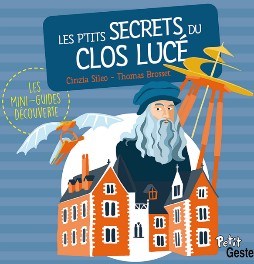 LES P'TITS SECRETS DU
CLOS LUCÉ
Cinzia Sileo - Thomas Brosset
LES
MINI-GUIDES
DÉCOUVERTE
Petit
Geste